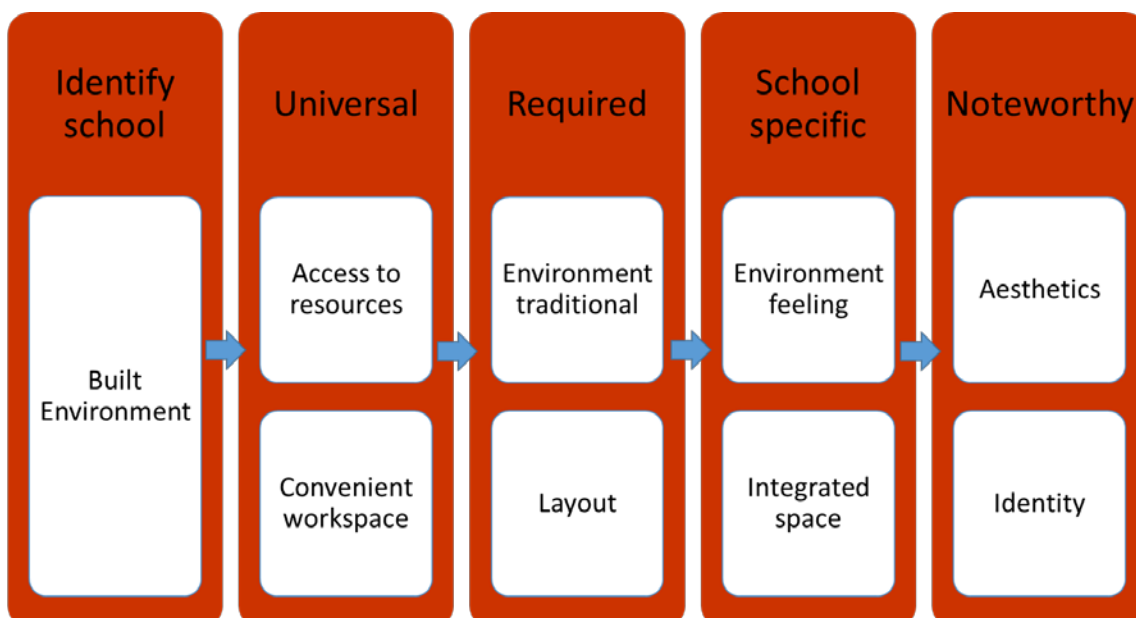 Identify
school
Built
Environment
Universal
Access to
resources
Convenient
workspace
Required
Environment
traditional
Layout
School
specific
Environment
feeling
Integrated
space
Noteworthy
Aesthetics
Identity